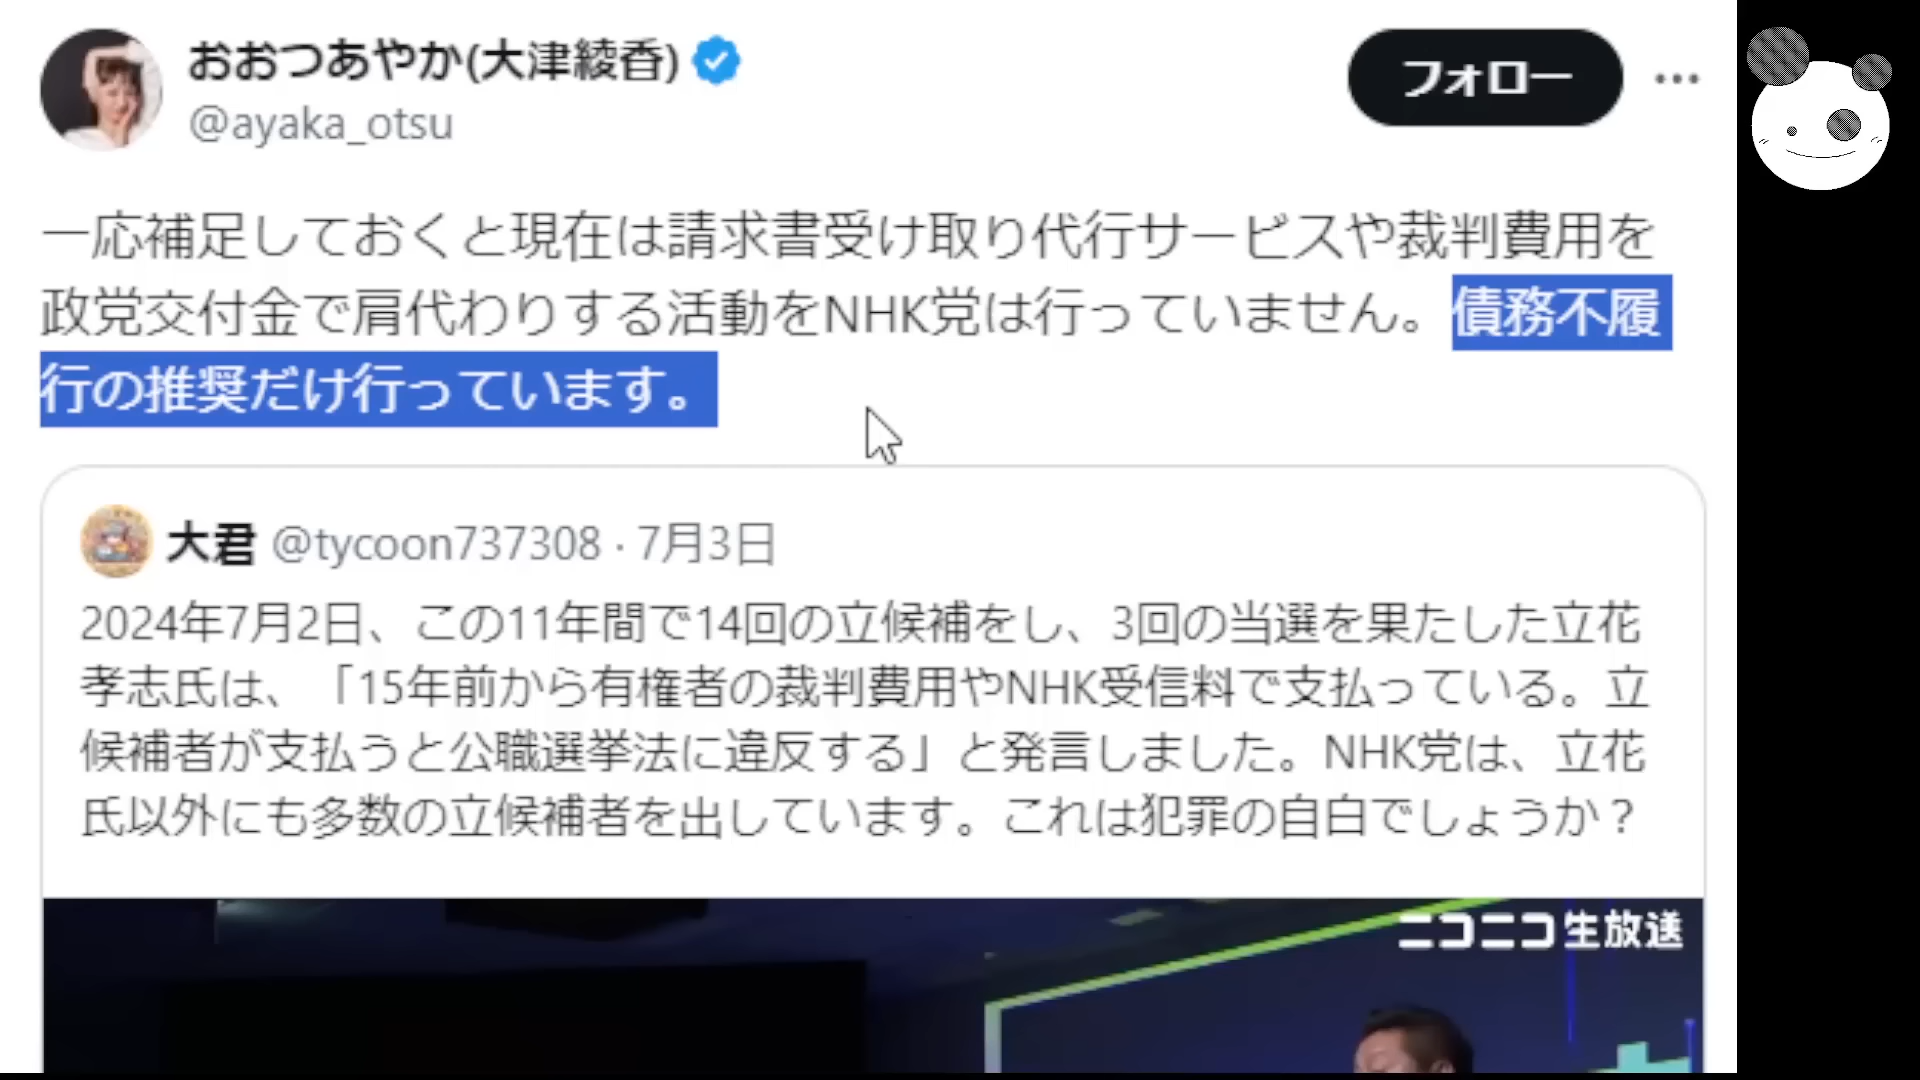 おおつあやか(大津綾香)
@ayaka_otsu
フォロー
一応補足しておくと現在は請求書受け取り代行サービスや裁判費用を
政党交付金で肩代わりする活動をNHK党は行っていません。債務不履
行の推奨だけ行っています。
大君 @tycoon737308 · 7月3日
2024年7月2日、この11年間で14回の立候補をし、3回の当選を果たした立花
孝志氏は、「15年前から有権者の裁判費用やNHK受信料で支払っている。立
候補者が支払うと公職選挙法に違反する」と発言しました。NHK党は、立花
氏以外にも多数の立候補者を出しています。これは犯罪の自白でしょうか？
ニコニコ生放送